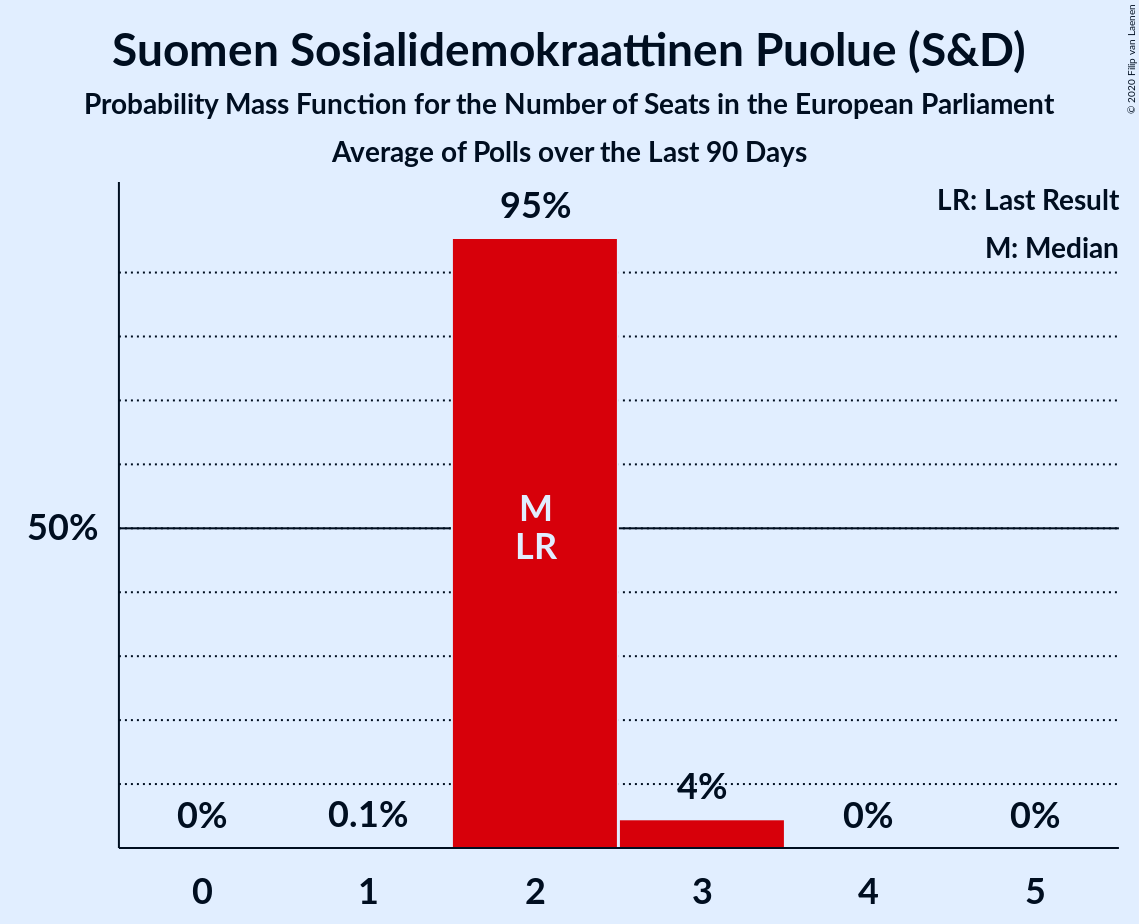 Suomen Sosialidemokraattinen Puolue (S&D)
Probability Mass Function for the Number of Seats in the European Parliament
Average of Polls over the Last 90 Days
© 2020 Filip van Laenen
LR: Last Result
M: Median
95%
M
LR
50%
0%
0.1%
4%
0%
0%
0
1
2
3
4
5